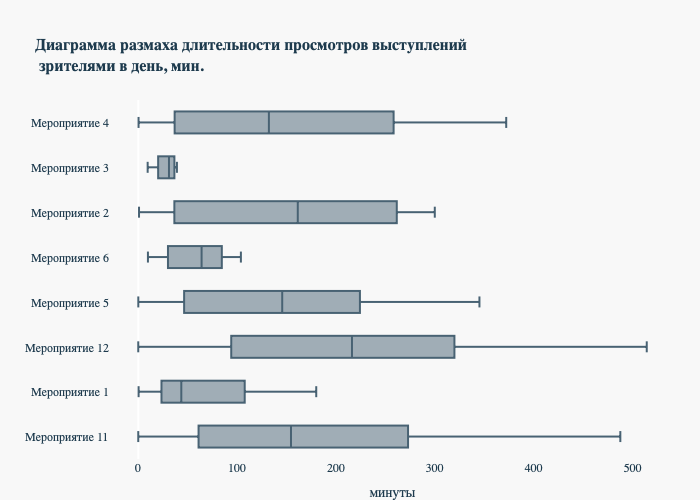 Диаграмма размаха длительности просмотров выступлений
зрителями в день, мин.
Мероприятие 4
Мероприятие 3
Мероприятие 2
Мероприятие 6
Мероприятие 5
Мероприятие 12
Мероприятие 1
Мероприятие 11
0 100 200 300 400 500
минуты